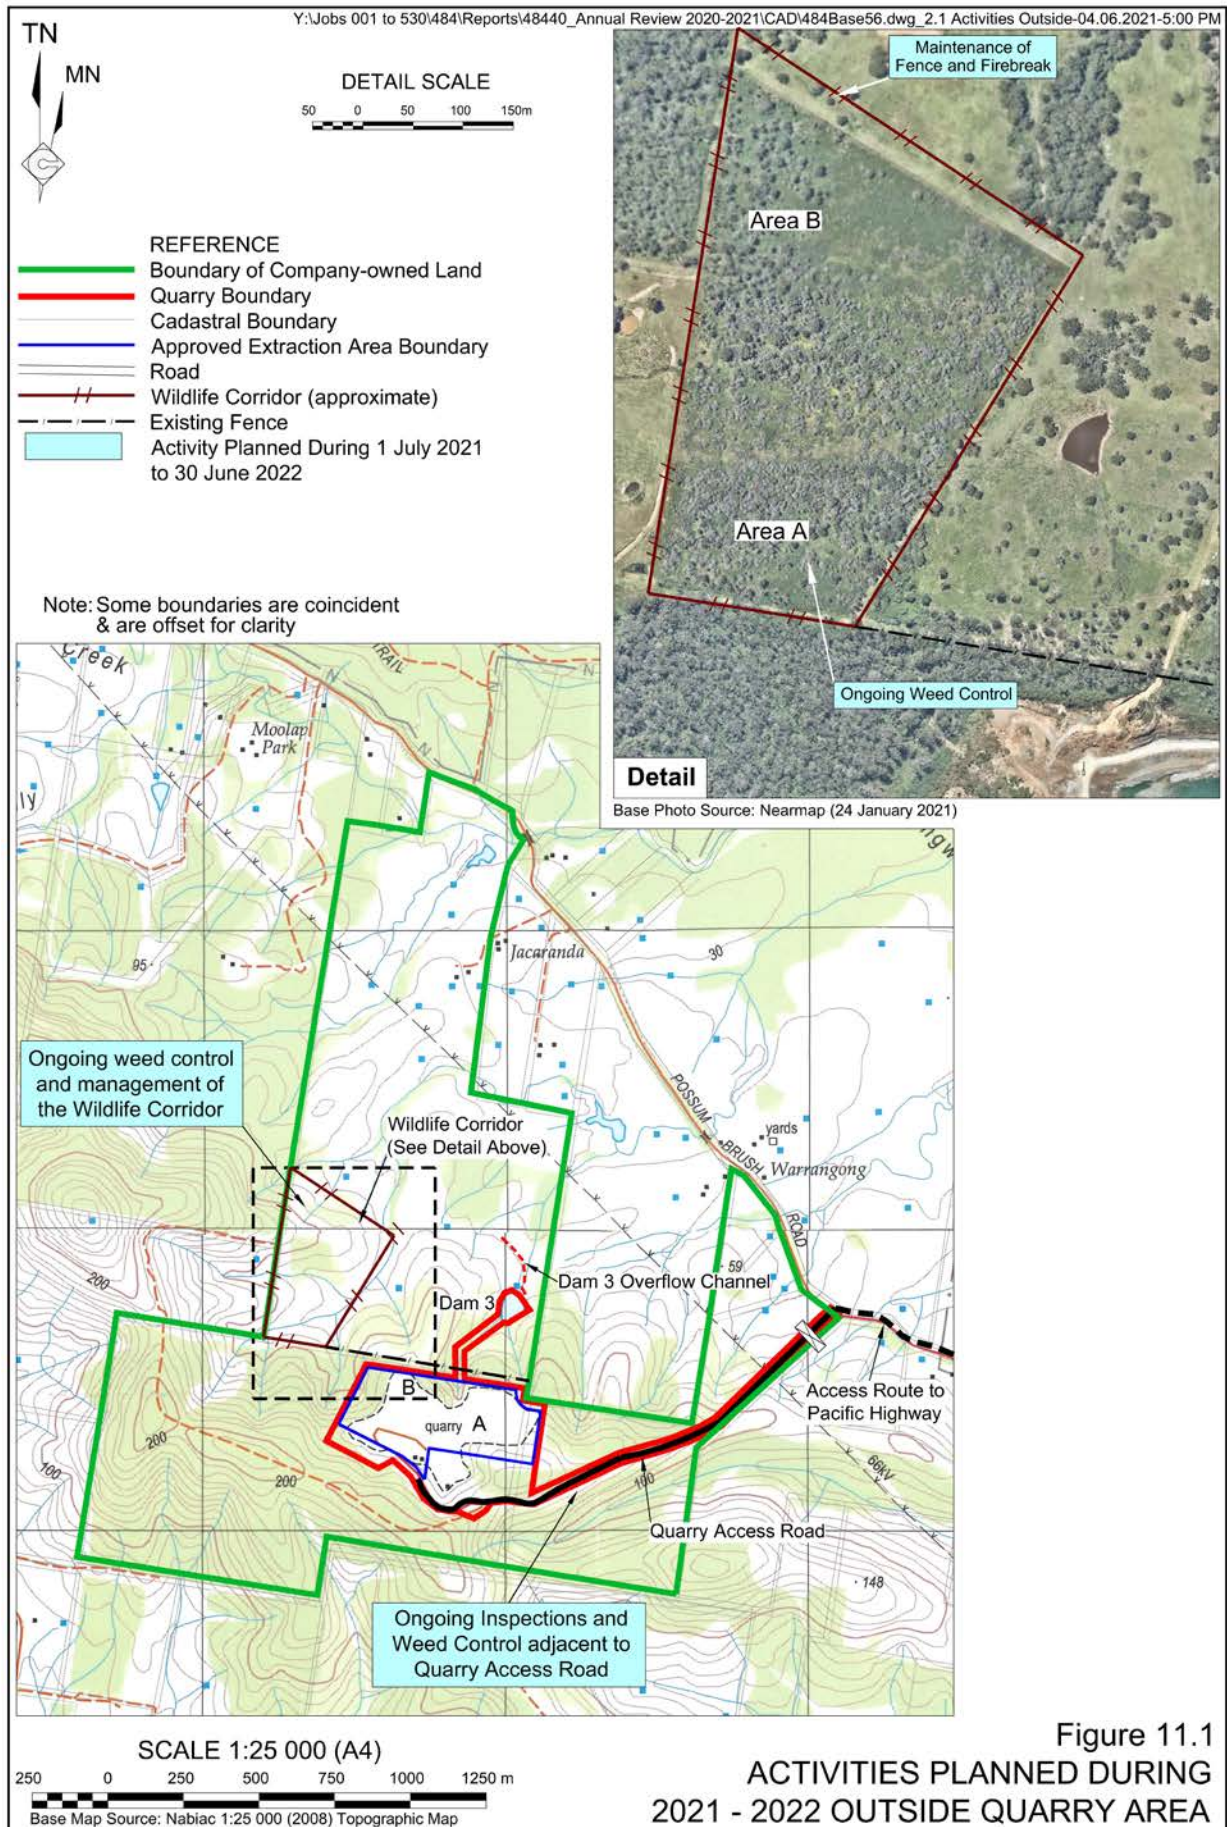 Y:\Jobs 001 to 530\484\Reports\48440_Annual Review 2020-2021\CAD\484Base56.dwg_2.1 Activities Outside-04.06.2021-5:00 PM
TN
MN
DETAIL SCALE
50 0 50 100 150m
REFERENCE
Boundary of Company-owned Land
Quarry Boundary
Cadastral Boundary
Approved Extraction Area Boundary
Road
Wildlife Corridor (approximate)
Existing Fence
Activity Planned During 1 July 2021
to 30 June 2022
Note: Some boundaries are coincident
& are offset for clarity
Maintenance of
Fence and Firebreak
Area B
Area A
Ongoing Weed Control
Detail
Base Photo Source: Nearmap (24 January 2021)
Creek
TRAIL
Moolap
Park
N
N
N
N
ly
95
Jacaranda
30
Ongoing weed control
and management of
the Wildlife Corridor
Wildlife Corridor
(See Detail Above)
POSSUM
BRUSH
ROAD
yards
Warrangong
59
200
Dam 3 Overflow Channel
Dam 3
Access Route to
Pacific Highway
B
quarry A
200
100
200
100
66kV
Quarry Access Road
148
Ongoing Inspections and
Weed Control adjacent to
Quarry Access Road
SCALE 1:25 000 (A4)
250 0 250 500 750 1000 1250 m
Base Map Source: Nabiac 1:25 000 (2008) Topographic Map
Figure 11.1
ACTIVITIES PLANNED DURING
2021 - 2022 OUTSIDE QUARRY AREA